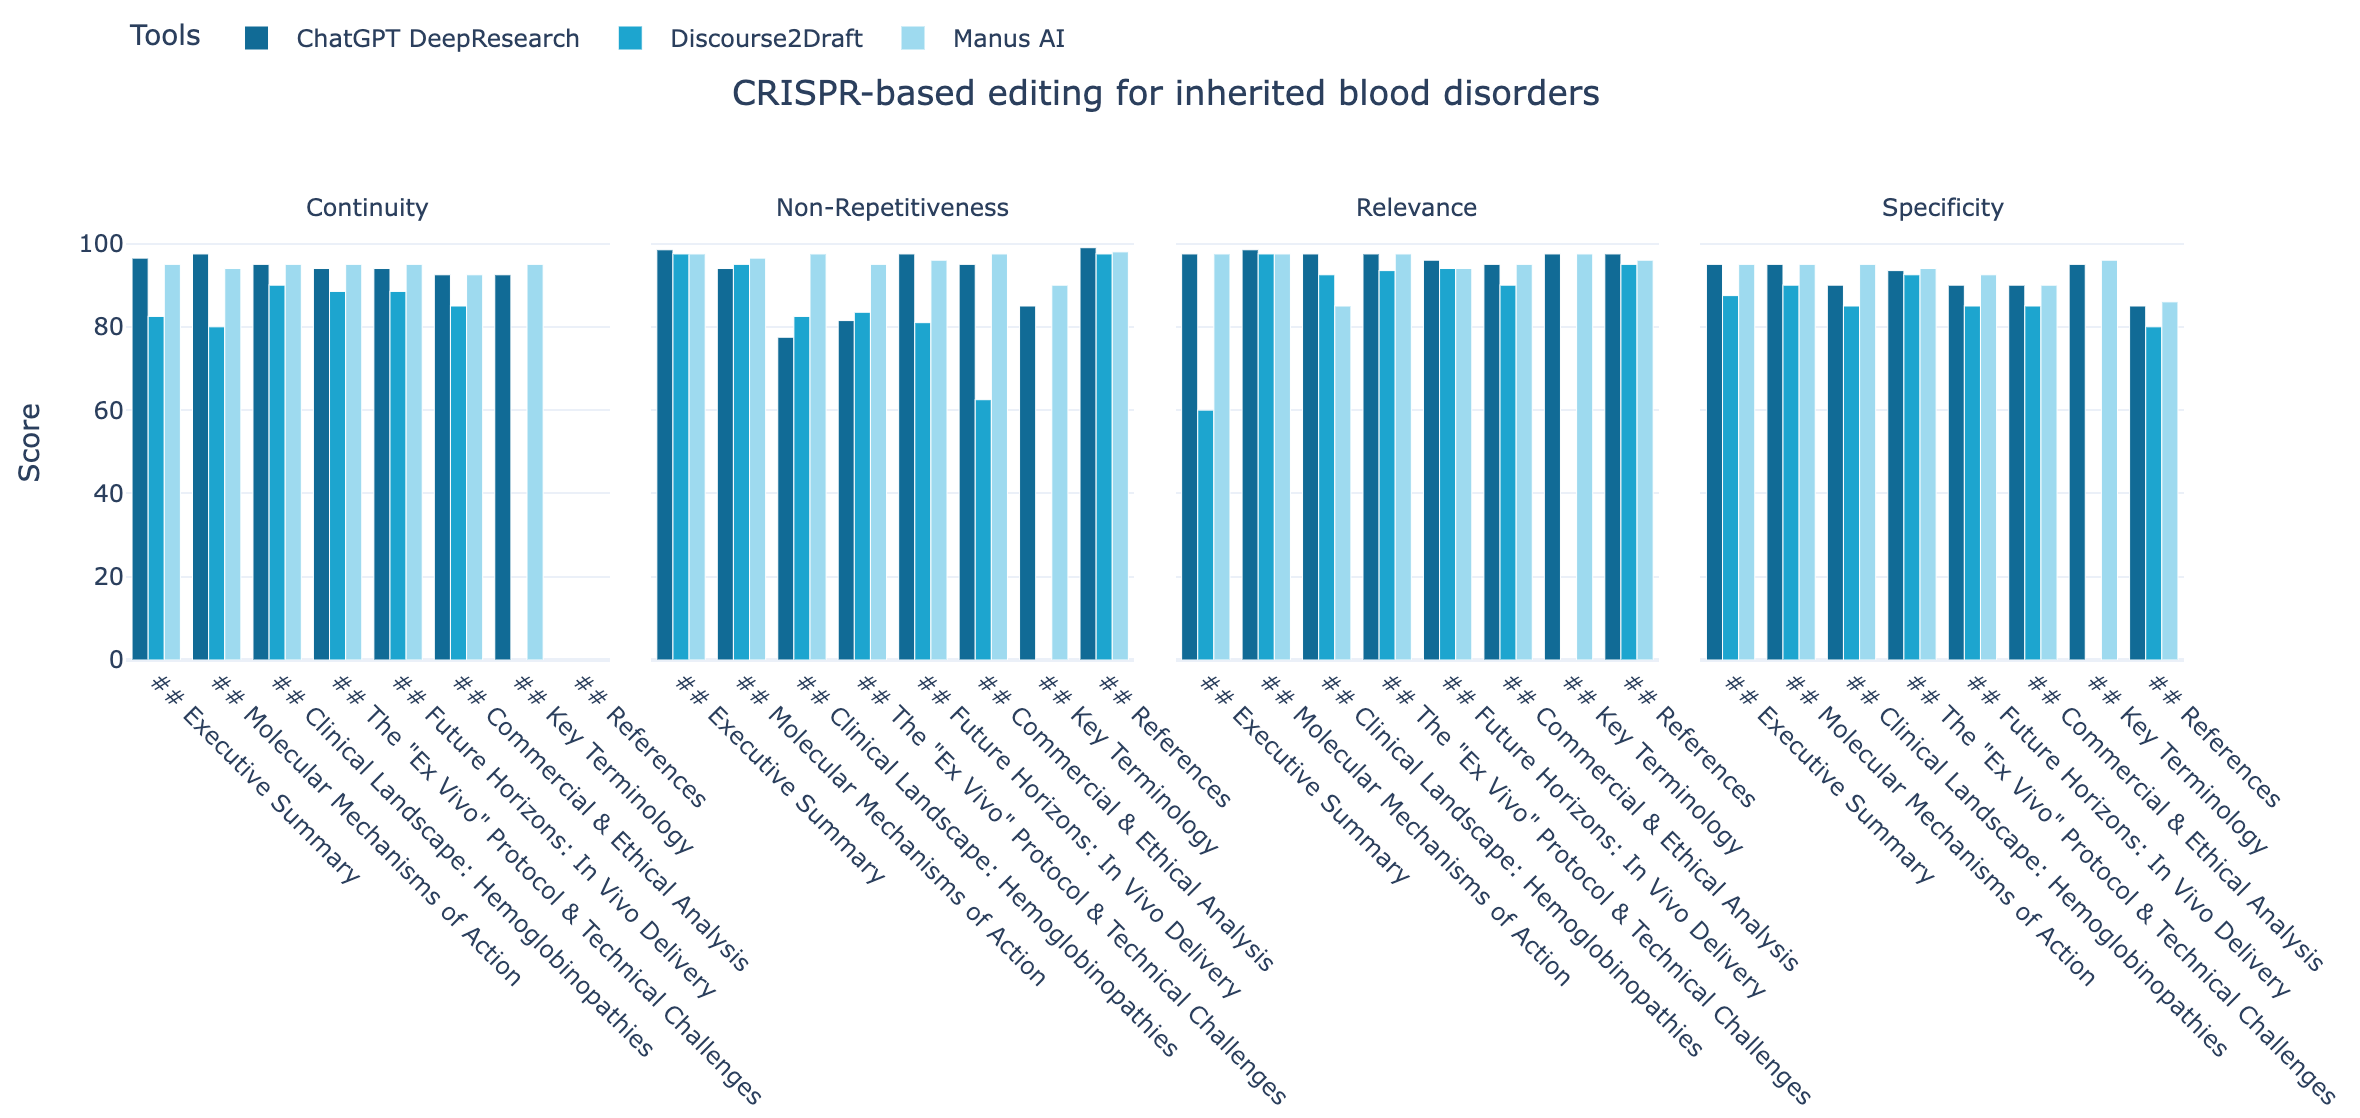 Tools ChatGPT DeepResearch Discourse2Draft Manus AI
CRISPR-based editing for inherited blood disorders
Continuity Non-Repetitiveness Relevance Specificity
Score
100
80
60
40
20
0
## Executive Summary
## Molecular Mechanisms of Action
## Clinical Landscape: Hemoglobinopathies
## The "Ex Vivo" Protocol & Technical Challenges
## Future Horizons: In Vivo Delivery
## Commercial & Ethical Analysis
## Key Terminology
## References
## Executive Summary
## Molecular Mechanisms of Action
## Clinical Landscape: Hemoglobinopathies
## The "Ex Vivo" Protocol & Technical Challenges
## Future Horizons: In Vivo Delivery
## Commercial & Ethical Analysis
## Key Terminology
## References
## Executive Summary
## Molecular Mechanisms of Action
## Clinical Landscape: Hemoglobinopathies
## The "Ex Vivo" Protocol & Technical Challenges
## Future Horizons: In Vivo Delivery
## Commercial & Ethical Analysis
## Key Terminology
## References
## Executive Summary
## Molecular Mechanisms of Action
## Clinical Landscape: Hemoglobinopathies
## The "Ex Vivo" Protocol & Technical Challenges
## Future Horizons: In Vivo Delivery
## Commercial & Ethical Analysis
## Key Terminology
## References